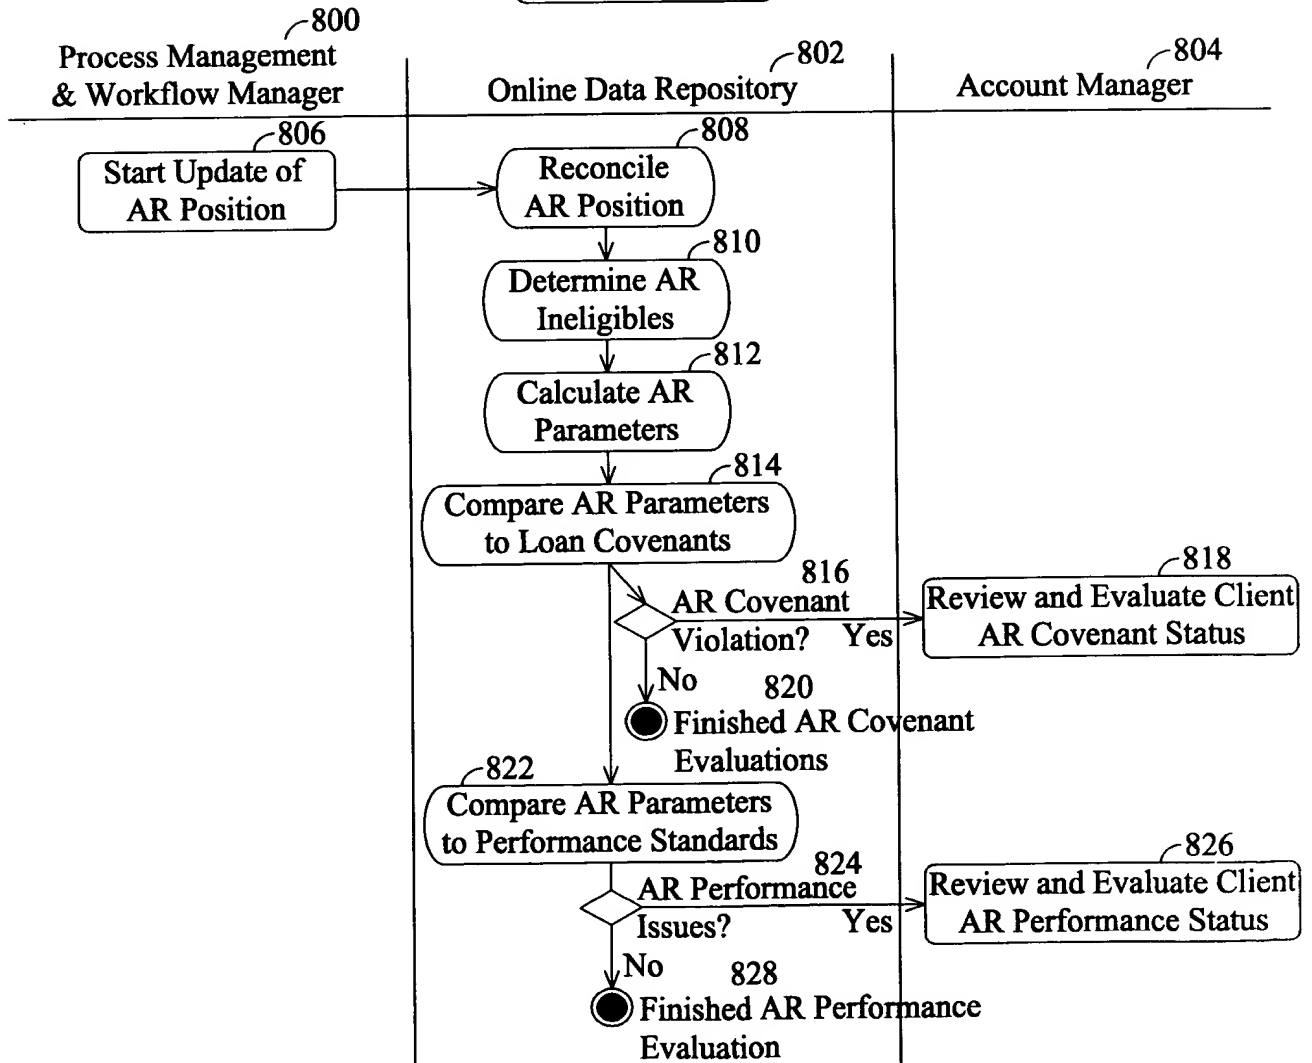 800
Process Management
& Workflow Manager
802
Online Data Repository
804
Account Manager
806
Start Update of
AR Position
808
Reconcile
AR Position
810
Determine AR
Ineligibles
812
Calculate AR
Parameters
814
Compare AR Parameters
to Loan Covenants
816
AR Covenant
Violation?
Yes
818
Review and Evaluate Client
AR Covenant Status
No
820
Finished AR Covenant
Evaluations
822
Compare AR Parameters
to Performance Standards
824
AR Performance
Issues?
Yes
826
Review and Evaluate Client
AR Performance Status
No
828
Finished AR Performance
Evaluation